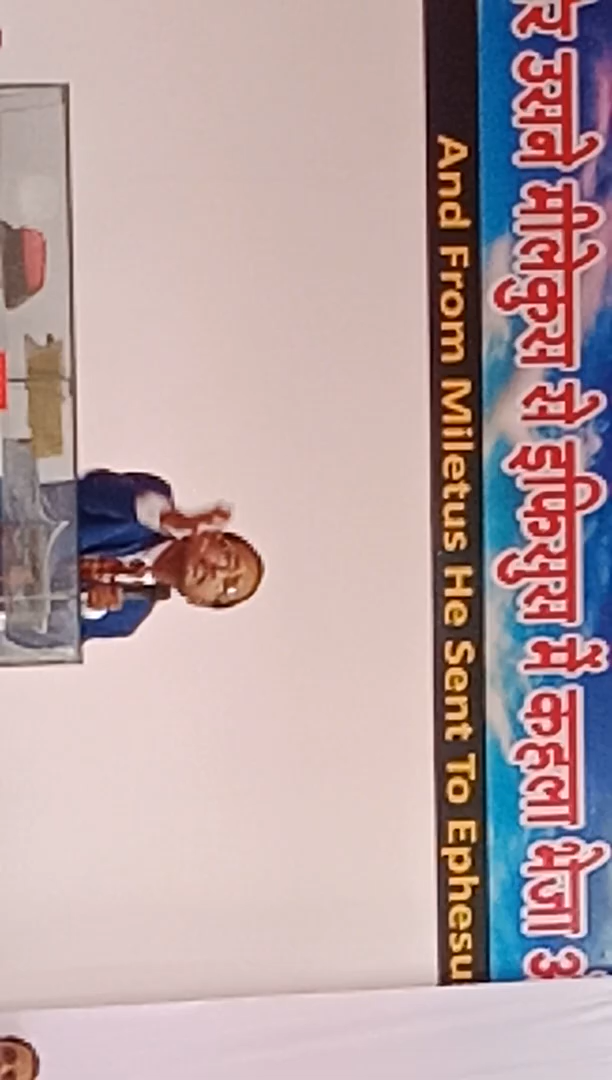 उसने मीलेतुस से इफिसुस में कहला भेजा
And From Miletus He Sent To Ephesu